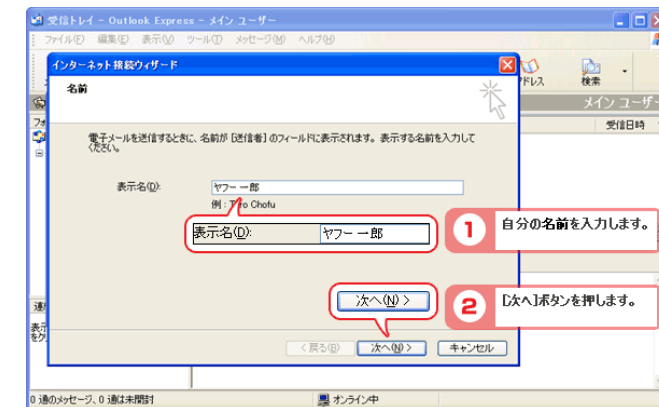 受信トレイ - Outlook Express - メイン ユーザー
ファイル(F) 編集(E) 表示(V) ツール(T) メッセージ(M) ヘルプ(H)
インターネット接続ウィザード
ドレス
検索
名前
メイン ユーザー
受信日時
電子メールを送信するときに、名前が [送信者] のフィールドに表示されます。表示する名前を入力して
ください。
表示名(D):
ヤフー 一郎
例 : Taro Chofu
表示名(D):
ヤフー 一郎
1
自分の名前を入力します。
次へ(N) >
2
[次へ]ボタンを押します。
< 戻る(B)
次へ(N) >
キャンセル
0 通のメッセージ、0 通は未開封
オンライン中